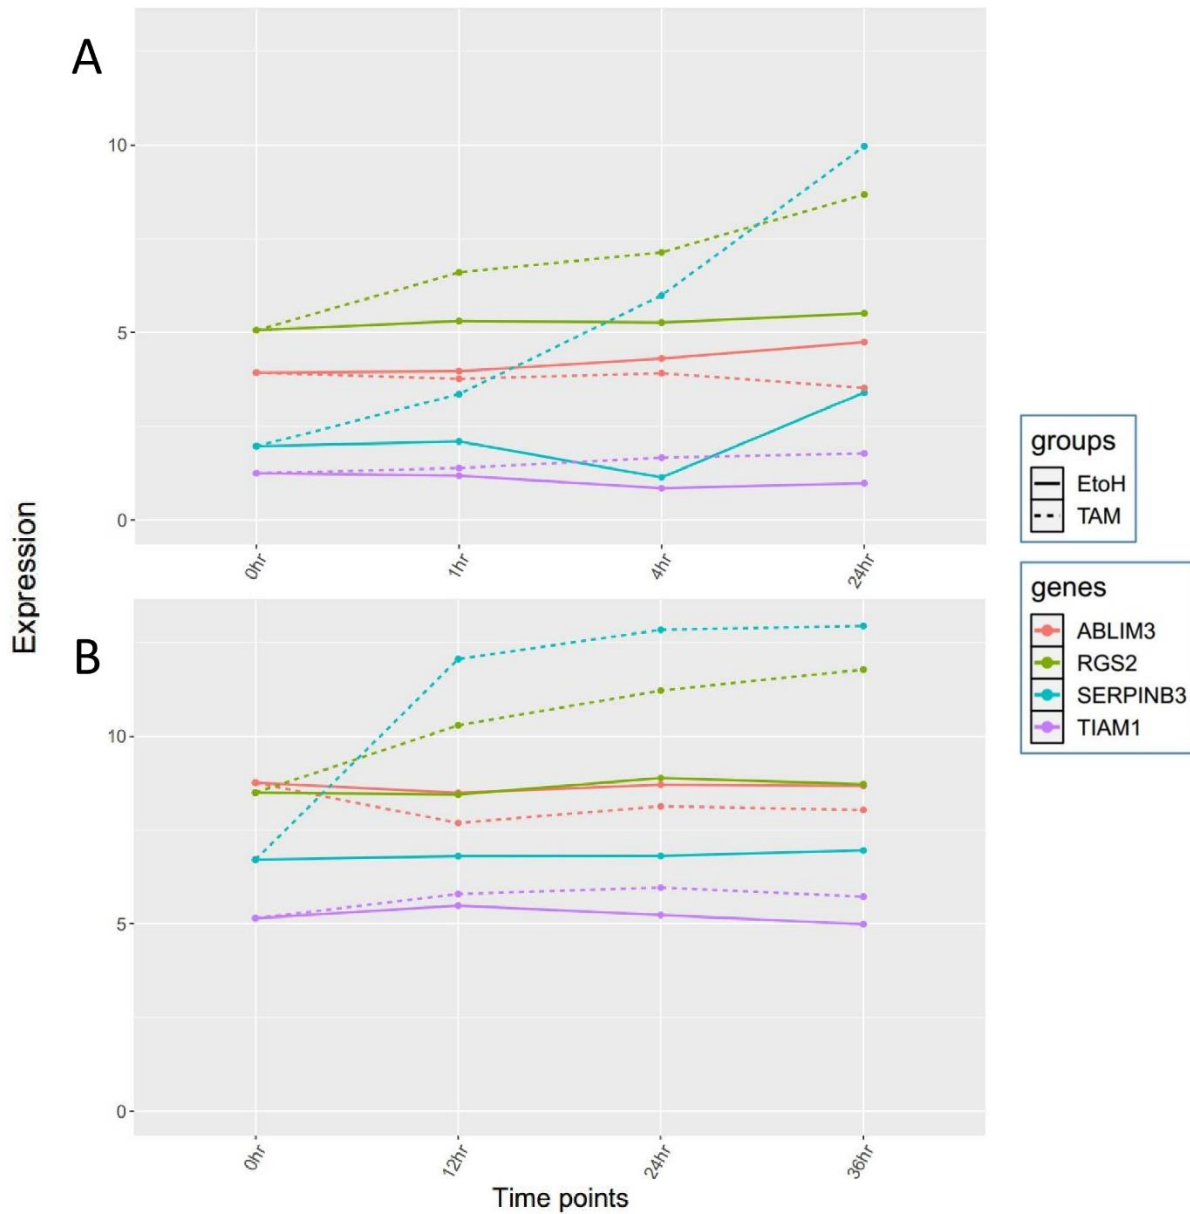 A
10
5
0
0hr
1hr
4hr
24hr
Expression
groups
EtoH
TAM
genes
ABLIM3
RGS2
SERPINB3
TIAM1
B
10
5
0
0hr
12hr
24hr
36hr
Time points